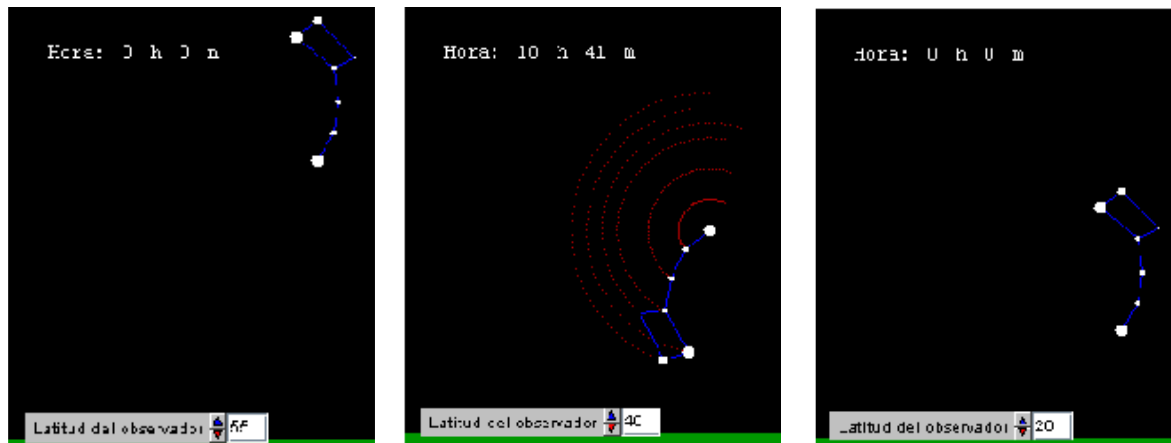 Hora: 0 h 0 m
Latitud del observador 55
Hora: 10 h 41 m
Latitud del observador 40
Hora: 0 h 0 m
Latitud del observador 20